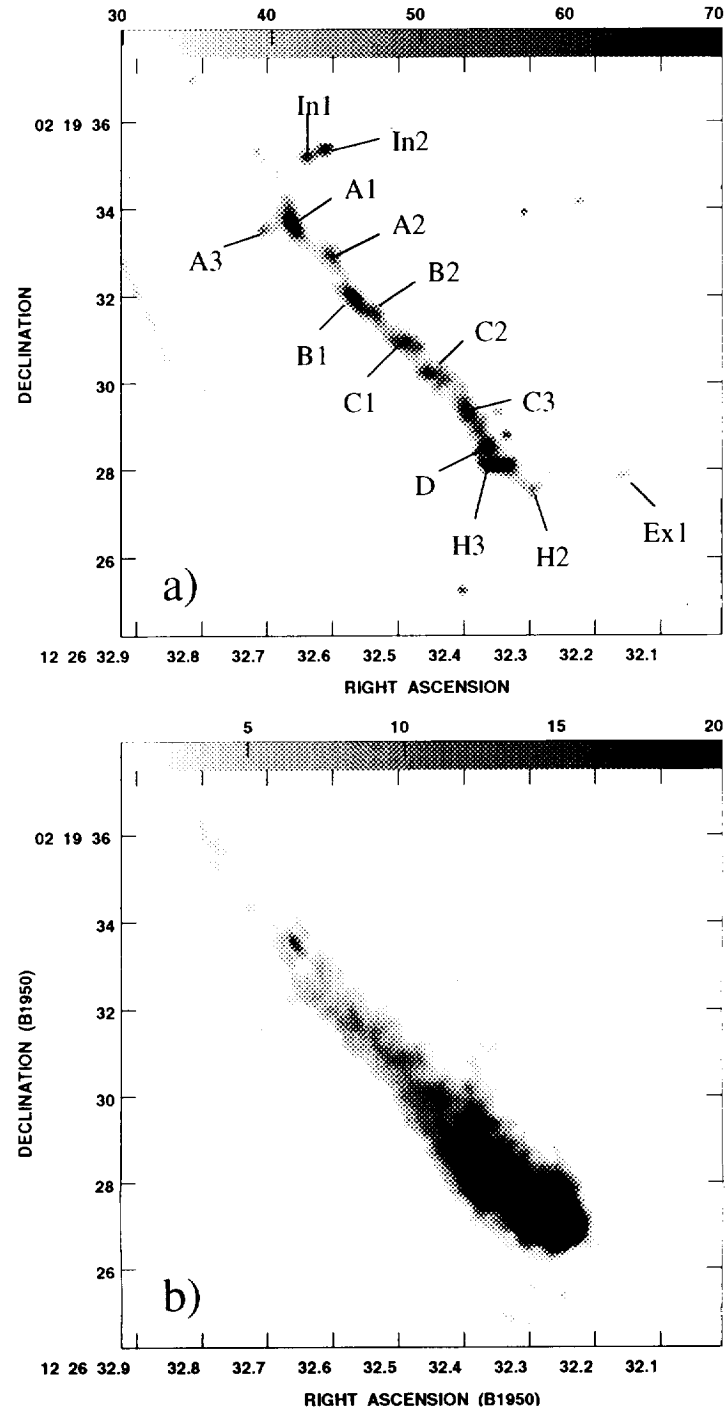 30 40 50 60 70
02 19 36
In1
In2
A1
34
A2
A3
B2
32
B1
C2
C1
30
C3
D
28
H3
H2
Ex1
26
a)
DECLINATION
12 26 32.9 32.8 32.7 32.6 32.5 32.4 32.3 32.2 32.1
RIGHT ASCENSION
5 10 15 20
02 19 36
34
32
30
28
26
b)
DECLINATION (B1950)
12 26 32.9 32.8 32.7 32.6 32.5 32.4 32.3 32.2 32.1
RIGHT ASCENSION (B1950)